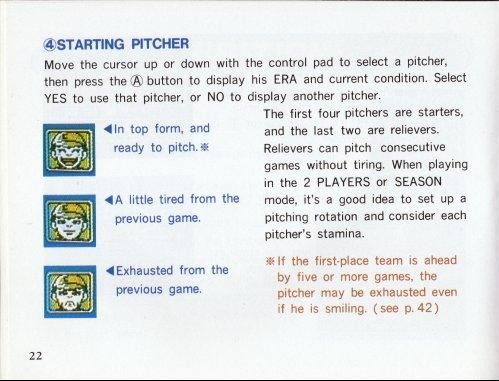 ④STARTING PITCHER
Move the cursor up or down with the control pad to select a pitcher,
then press the Ⓐ button to display his ERA and current condition. Select
YES to use that pitcher, or NO to display another pitcher.
◀In top form, and
ready to pitch.※
◀A little tired from the
previous game.
◀Exhausted from the
previous game.
The first four pitchers are starters,
and the last two are relievers.
Relievers can pitch consecutive
games without tiring. When playing
in the 2 PLAYERS or SEASON
mode, it's a good idea to set up a
pitching rotation and consider each
pitcher's stamina.
※If the first-place team is ahead
by five or more games, the
pitcher may be exhausted even
if he is smiling. (see p.42)
22